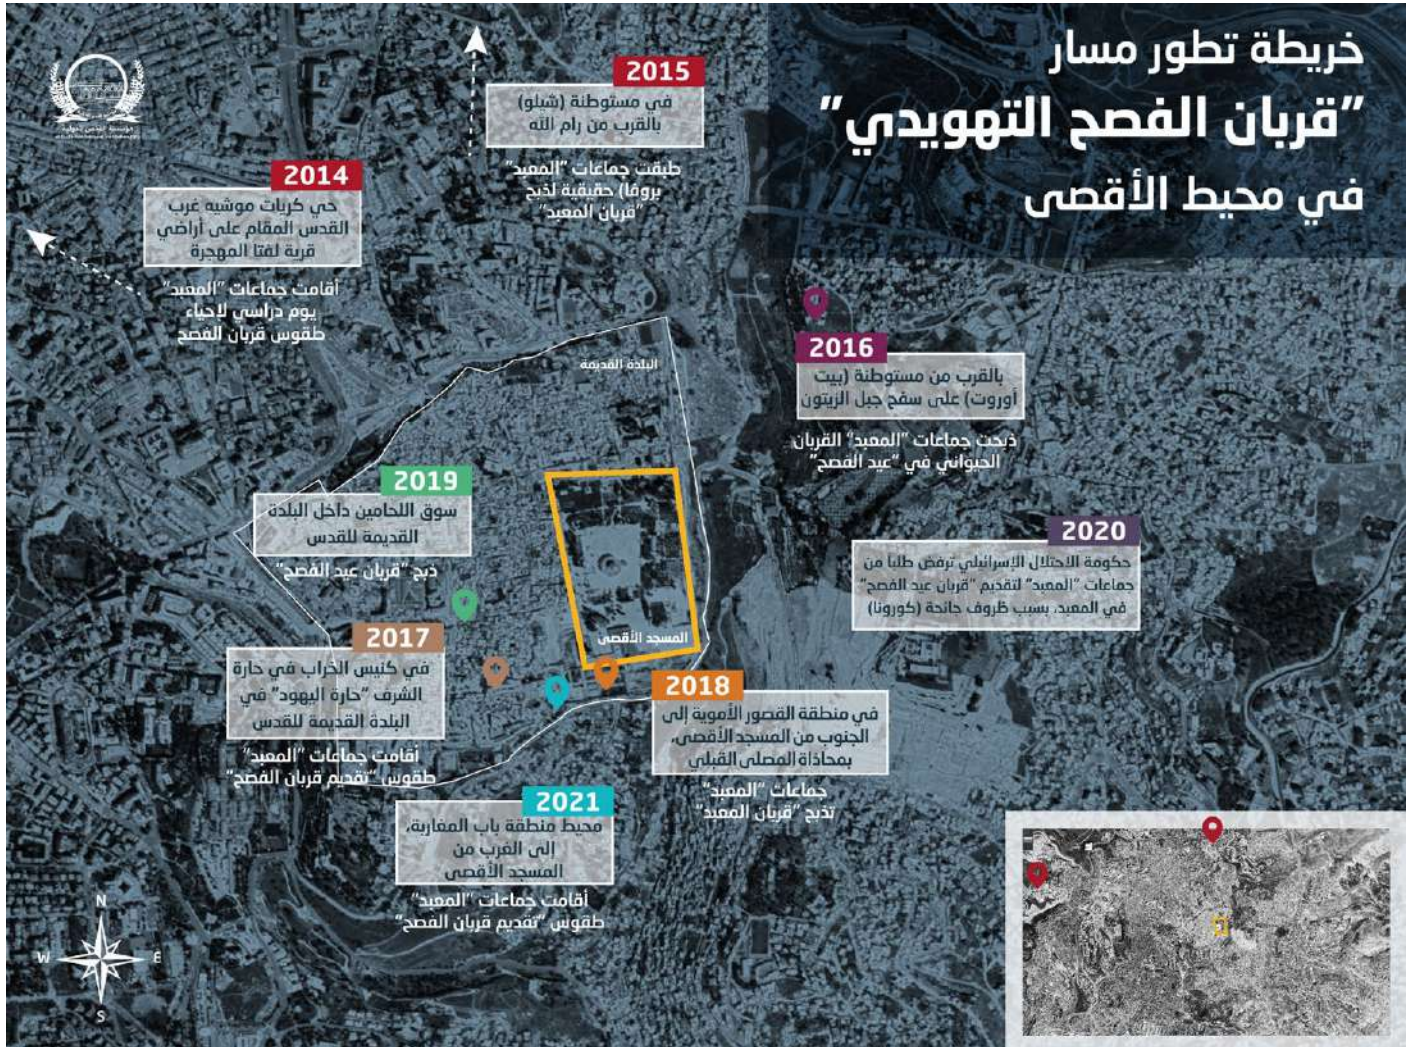 خريطة تطور مسار
"قربان الفصح التهويدي"
في محيط الأقصى
2015
في مستوطنة (شيلو)
بالقرب من رام الله
طبقت جماعات "المعبد"
بروفا) حقيقية لذبح
"قربان المعبد"
2014
حي كريات موشيه غرب
القدس المقام على أراضي
قرية لفتا المهجرة
أقامت جماعات "المعبد"
يوم دراسي لإحياء
طقوس قربان الفصح
2016
بالقرب من مستوطنة (بيت
أوروت) على سفح جبل الزيتون
ذبحت جماعات "المعبد" القربان
الحيواني في "عيد الفصح"
البلدة القديمة
2019
سوق اللحامين داخل البلدة
القديمة للقدس
ذبح "قربان عيد الفصح"
2020
حكومة الاحتلال الإسرائيلي ترفض طلبا من
جماعات "المعبد" لتقديم "قربان عيد الفصح"
في المعبد، بسبب ظروف جائحة (كورونا)
المسجد الأقصى
2017
في كنيس الخراب في حارة
الشرف "حارة اليهود" في
البلدة القديمة للقدس
أقامت جماعات "المعبد"
طقوس "تقديم قربان الفصح"
2018
في منطقة القصور الأموية إلى
الجنوب من المسجد الأقصى،
بمحاذاة المصلى القبلي
جماعات "المعبد"
تذبح "قربان المعبد"
2021
محيط منطقة باب المغاربة،
إلى الغرب من
المسجد الأقصى
أقامت جماعات "المعبد"
طقوس "تقديم قربان الفصح"
N
W E
S
مؤسسة القدس الدولية